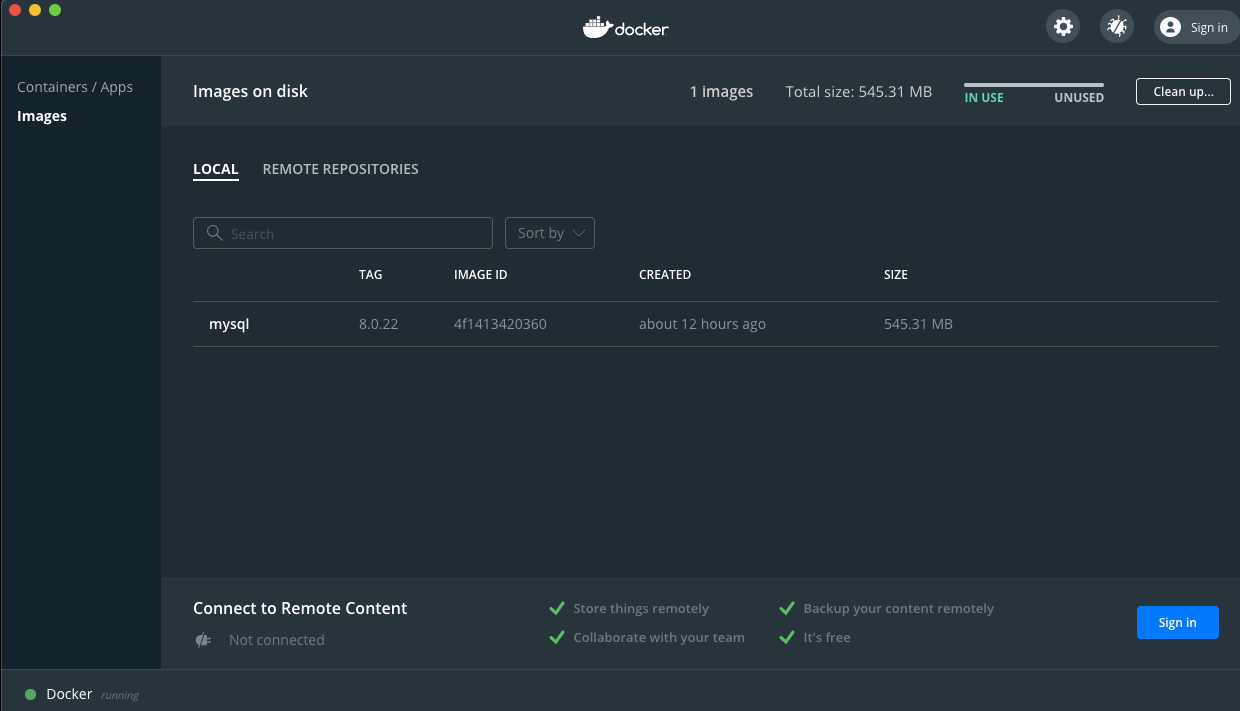 docker
Sign in
Containers / Apps
Images
Images on disk
1 images
Total size: 545.31 MB
IN USE
UNUSED
Clean up...
LOCAL
REMOTE REPOSITORIES
Search
Sort by
TAG IMAGE ID CREATED SIZE
mysql 8.0.22 4f1413420360 about 12 hours ago 545.31 MB
Connect to Remote Content
Not connected
Store things remotely
Backup your content remotely
Collaborate with your team
It's free
Sign in
Docker running